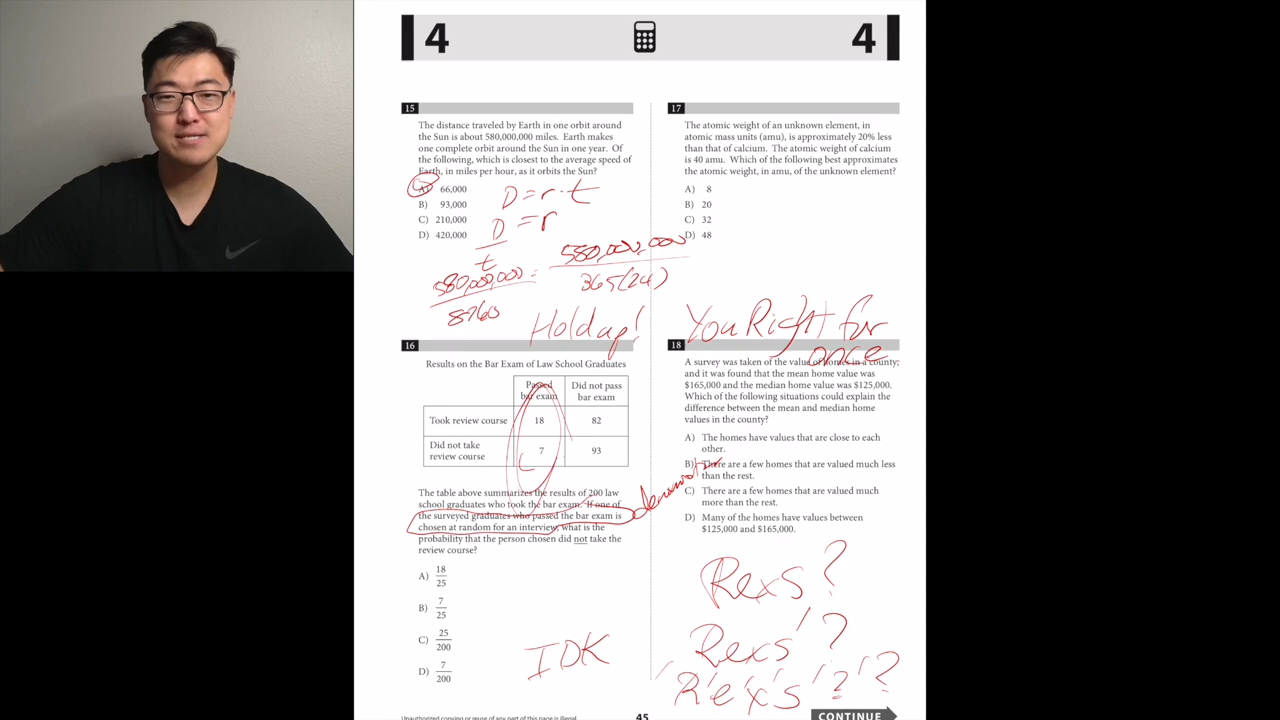 4
4
15
The distance traveled by Earth in one orbit around
the Sun is about 580,000,000 miles. Earth makes
one complete orbit around the Sun in one year. Of
the following, which is closest to the average speed of
Earth, in miles per hour, as it orbits the Sun?
A) 66,000
B) 93,000
C) 210,000
D) 420,000
D = r · t
D = r
t
580,000,000 = 580,000,000
8760 365(24)
Hold up!
16
Results on the Bar Exam of Law School Graduates
Passed bar exam
Did not pass bar exam
Took review course 18 82
Did not take review course 7 93
The table above summarizes the results of 200 law
school graduates who took the bar exam. If one of
the surveyed graduates who passed the bar exam is
chosen at random for an interview, what is the
probability that the person chosen did not take the
review course?
A) 18/25
B) 7/25
C) 25/200
D) 7/200
IDK
17
The atomic weight of an unknown element, in
atomic mass units (amu), is approximately 20% less
than that of calcium. The atomic weight of calcium
is 40 amu. Which of the following best approximates
the atomic weight, in amu, of the unknown element?
A) 8
B) 20
C) 32
D) 48
You Right for
once
18
A survey was taken of the value of homes in a county,
and it was found that the mean home value was
$165,000 and the median home value was $125,000.
Which of the following situations could explain the
difference between the mean and median home
values in the county?
A) The homes have values that are close to each
other.
B) There are a few homes that are valued much less
than the rest.
C) There are a few homes that are valued much
more than the rest.
D) Many of the homes have values between
$125,000 and $165,000.
Rexs?
Rexs'?
'R'e'x's'?'?
Unauthorized copying or reuse of any part of this page is illegal.
45
CONTINUE